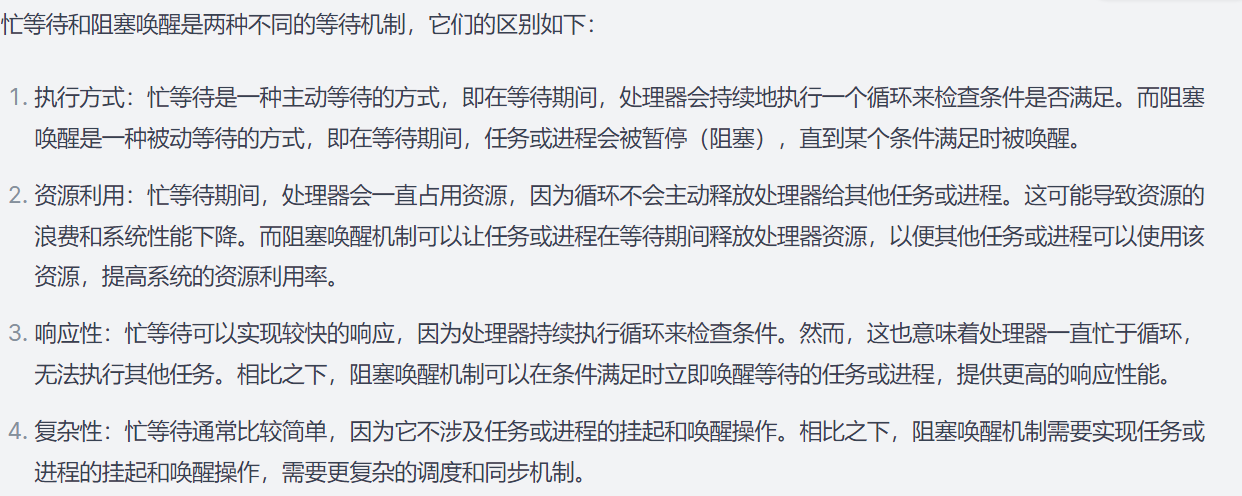 忙等待和阻塞唤醒是两种不同的等待机制，它们的区别如下：
1. 执行方式：忙等待是一种主动等待的方式，即在等待期间，处理器会持续地执行一个循环来检查条件是否满足。而阻塞
唤醒是一种被动等待的方式，即在等待期间，任务或进程会被暂停（阻塞），直到某个条件满足时被唤醒。
2. 资源利用：忙等待期间，处理器会一直占用资源，因为循环不会主动释放处理器给其他任务或进程。这可能导致资源的
浪费和系统性能下降。而阻塞唤醒机制可以让任务或进程在等待期间释放处理器资源，以便其他任务或进程可以使用该
资源，提高系统的资源利用率。
3. 响应性：忙等待可以实现较快的响应，因为处理器持续执行循环来检查条件。然而，这也意味着处理器一直忙于循环，
无法执行其他任务。相比之下，阻塞唤醒机制可以在条件满足时立即唤醒等待的任务或进程，提供更高的响应性能。
4. 复杂性：忙等待通常比较简单，因为它不涉及任务或进程的挂起和唤醒操作。相比之下，阻塞唤醒机制需要实现任务或
进程的挂起和唤醒操作，需要更复杂的调度和同步机制。